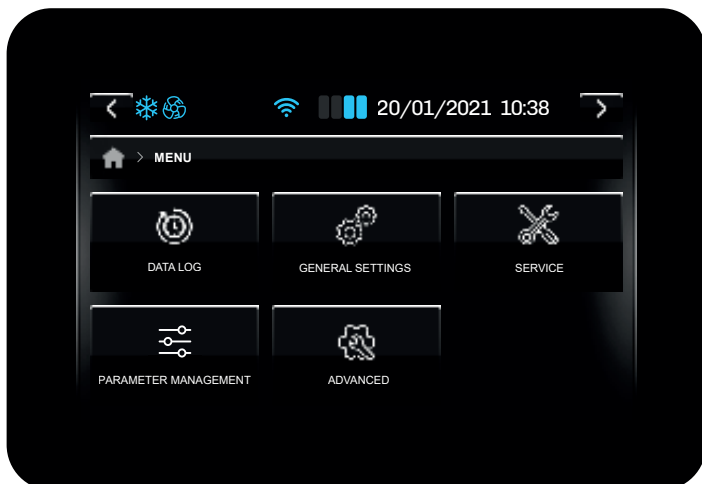 20/01/2021 10:38
MENU
DATA LOG GENERAL SETTINGS SERVICE
PARAMETER MANAGEMENT ADVANCED